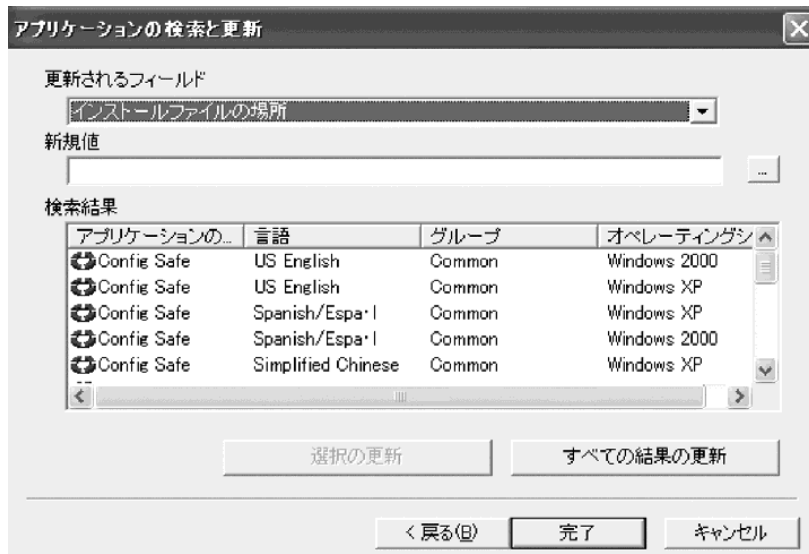 アプリケーションの検索と更新
更新されるフィールド
インストールファイルの場所
新規値
...
検索結果
アプリケーションの... 言語 グループ オペレーティングシ
Config Safe US English Common Windows 2000
Config Safe US English Common Windows XP
Config Safe Spanish/Espa・l Common Windows XP
Config Safe Spanish/Espa・l Common Windows 2000
Config Safe Simplified Chinese Common Windows XP
選択の更新 すべての結果の更新
< 戻る(B) 完了 キャンセル